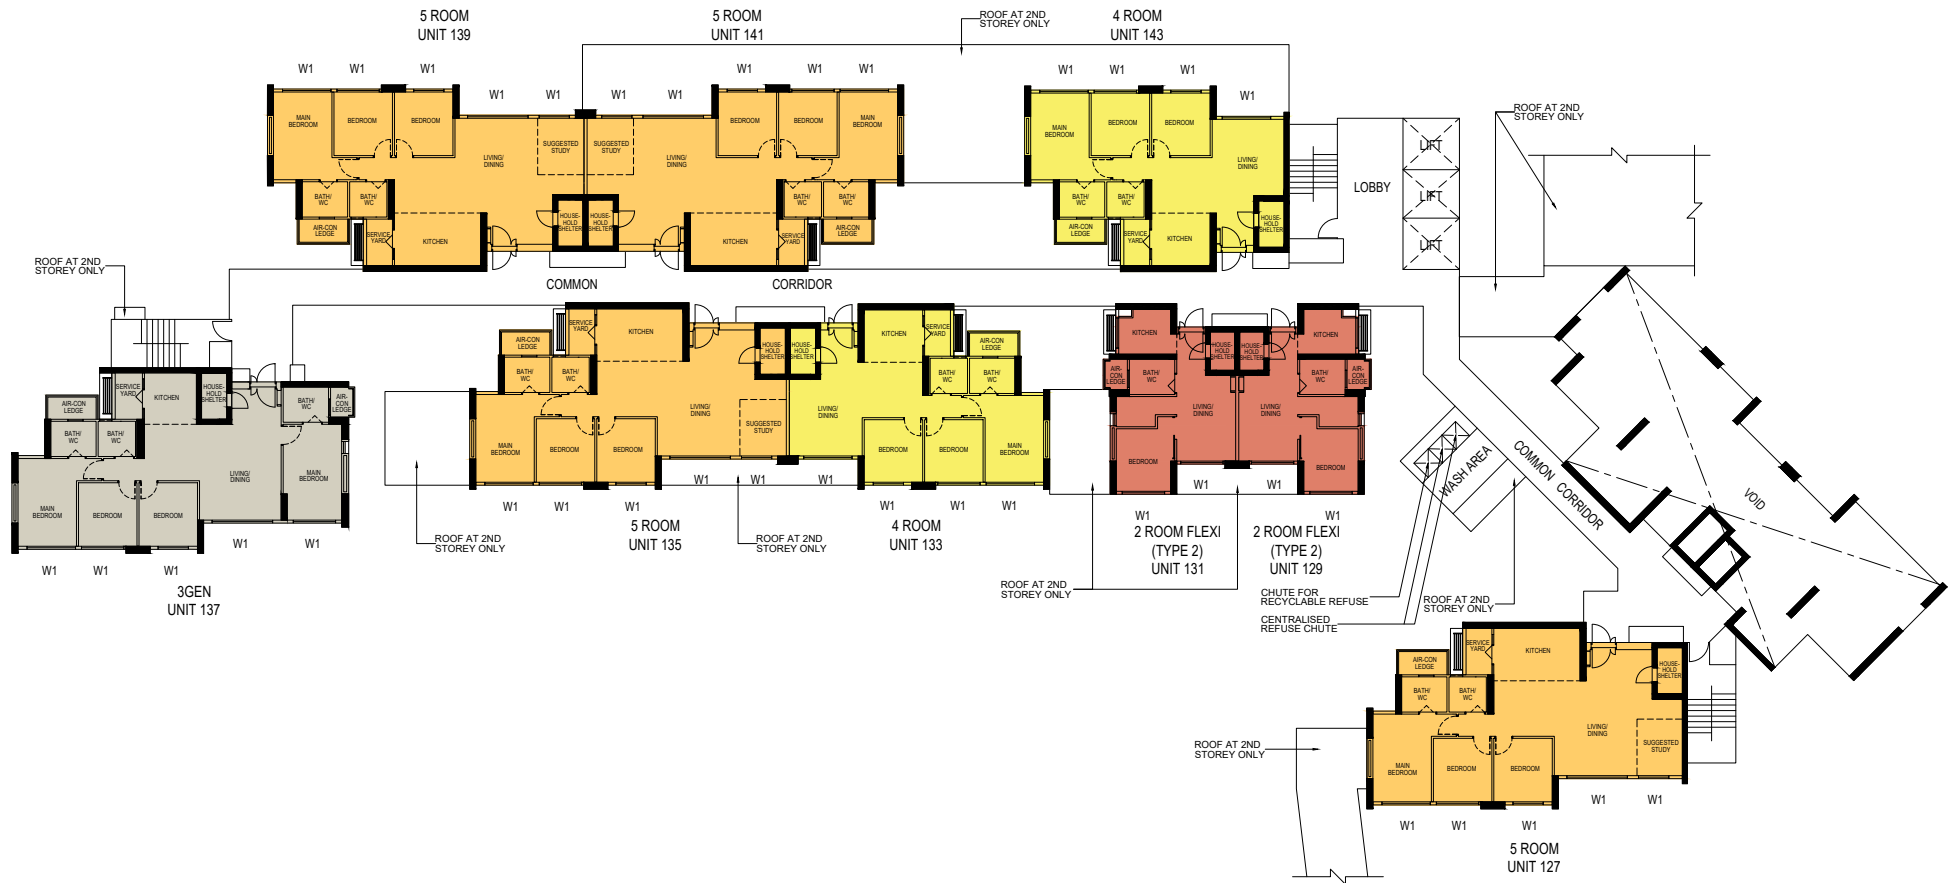 5 ROOM
UNIT 139
5 ROOM
UNIT 141
ROOF AT 2ND
STOREY ONLY
4 ROOM
UNIT 143
W1
W1
W1
W1
W1
W1
W1
W1
W1
W1
W1
W1
W1
W1
MAIN
BEDROOM
BEDROOM
BEDROOM
LIVING/
DINING
SUGGESTED
STUDY
BATH/
WC
BATH/
WC
AIR-CON
LEDGE
SERVICE
YARD
KITCHEN
HOUSE-
HOLD
SHELTER
SUGGESTED
STUDY
LIVING/
DINING
BEDROOM
BEDROOM
MAIN
BEDROOM
HOUSE-
HOLD
SHELTER
KITCHEN
SERVICE
YARD
BATH/
WC
BATH/
WC
AIR-CON
LEDGE
MAIN
BEDROOM
BEDROOM
BEDROOM
LIVING/
DINING
BATH/
WC
BATH/
WC
AIR-CON
LEDGE
SERVICE
YARD
KITCHEN
HOUSE-
HOLD
SHELTER
LOBBY
LIFT
LIFT
LIFT
ROOF AT 2ND
STOREY ONLY
ROOF AT 2ND
STOREY ONLY
COMMON
CORRIDOR
AIR-CON
LEDGE
SERVICE
YARD
KITCHEN
HOUSE-
HOLD
SHELTER
BATH/
WC
AIR-
CON
LEDGE
BATH/
WC
BATH/
WC
MAIN
BEDROOM
BEDROOM
BEDROOM
LIVING/
DINING
MAIN
BEDROOM
W1
W1
W1
W1
W1
3GEN
UNIT 137
AIR-CON
LEDGE
SERVICE
YARD
KITCHEN
HOUSE-
HOLD
SHELTER
BATH/
WC
BATH/
WC
MAIN
BEDROOM
BEDROOM
BEDROOM
LIVING/
DINING
SUGGESTED
STUDY
W1
W1
W1
W1
W1
5 ROOM
UNIT 135
ROOF AT 2ND
STOREY ONLY
HOUSE-
HOLD
SHELTER
KITCHEN
SERVICE
YARD
AIR-CON
LEDGE
BATH/
WC
BATH/
WC
LIVING/
DINING
BEDROOM
BEDROOM
MAIN
BEDROOM
W1
W1
W1
W1
W1
4 ROOM
UNIT 133
ROOF AT 2ND
STOREY ONLY
KITCHEN
HOUSE-
HOLD
SHELTER
AIR-
CON
LEDGE
BATH/
WC
LIVING/
DINING
BEDROOM
W1
W1
2 ROOM FLEXI
(TYPE 2)
UNIT 131
KITCHEN
HOUSE-
HOLD
SHELTER
BATH/
WC
AIR-
CON
LEDGE
LIVING/
DINING
BEDROOM
W1
W1
2 ROOM FLEXI
(TYPE 2)
UNIT 129
ROOF AT 2ND
STOREY ONLY
WASH AREA
COMMON CORRIDOR
VOID
CHUTE FOR
RECYCLABLE REFUSE
CENTRALISED
REFUSE CHUTE
ROOF AT 2ND
STOREY ONLY
AIR-CON
LEDGE
SERVICE
YARD
KITCHEN
HOUSE-
HOLD
SHELTER
BATH/
WC
BATH/
WC
MAIN
BEDROOM
BEDROOM
BEDROOM
LIVING/
DINING
SUGGESTED
STUDY
ROOF AT 2ND
STOREY ONLY
W1
W1
W1
W1
W1
5 ROOM
UNIT 127